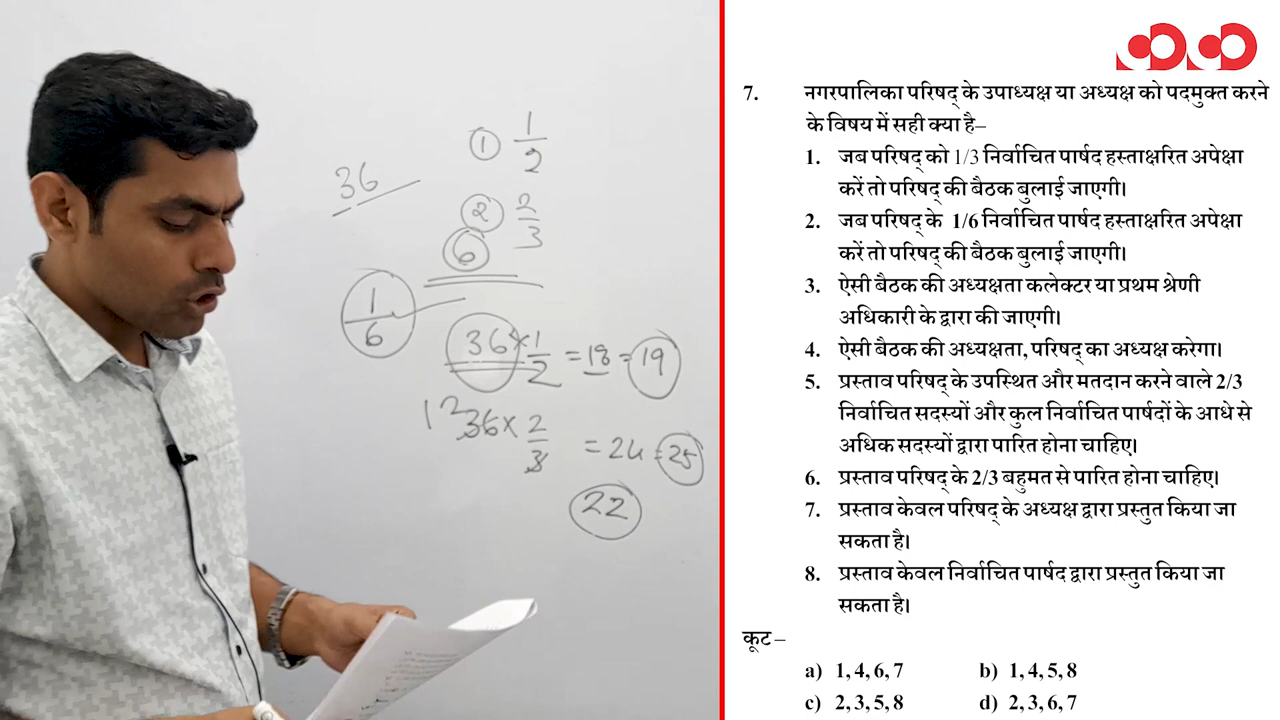 36
① 1/2
② 2/3
⑥
1/6
36 × 1/2 = 18 = 19
12 36 × 2/3 = 24 = 25
22
7. नगरपालिका परिषद् के उपाध्यक्ष या अध्यक्ष को पदमुक्त करने
के विषय में सही क्या है–
1. जब परिषद् को 1/3 निर्वाचित पार्षद हस्ताक्षरित अपेक्षा
करें तो परिषद् की बैठक बुलाई जाएगी।
2. जब परिषद् के 1/6 निर्वाचित पार्षद हस्ताक्षरित अपेक्षा
करें तो परिषद् की बैठक बुलाई जाएगी।
3. ऐसी बैठक की अध्यक्षता कलेक्टर या प्रथम श्रेणी
अधिकारी के द्वारा की जाएगी।
4. ऐसी बैठक की अध्यक्षता, परिषद् का अध्यक्ष करेगा।
5. प्रस्ताव परिषद् के उपस्थित और मतदान करने वाले 2/3
निर्वाचित सदस्यों और कुल निर्वाचित पार्षदों के आधे से
अधिक सदस्यों द्वारा पारित होना चाहिए।
6. प्रस्ताव परिषद् के 2/3 बहुमत से पारित होना चाहिए।
7. प्रस्ताव केवल परिषद् के अध्यक्ष द्वारा प्रस्तुत किया जा
सकता है।
8. प्रस्ताव केवल निर्वाचित पार्षद द्वारा प्रस्तुत किया जा
सकता है।
कूट –
a) 1, 4, 6, 7 b) 1, 4, 5, 8
c) 2, 3, 5, 8 d) 2, 3, 6, 7